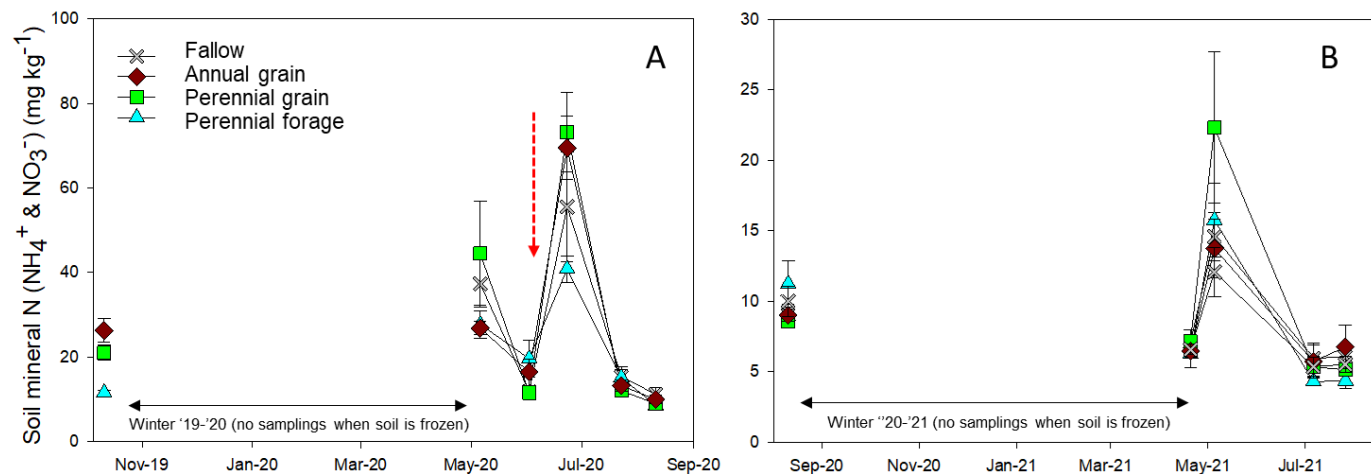 Soil mineral N (NH₄⁺ & NO₃⁻) (mg kg⁻¹)
100
80
60
40
20
0
Fallow
Annual grain
Perennial grain
Perennial forage
A
Winter ‘19-’20 (no samplings when soil is frozen)
Nov-19 Jan-20 Mar-20 May-20 Jul-20 Sep-20
30
25
20
15
10
5
0
B
Winter ‘’20-’21 (no samplings when soil is frozen)
Sep-20 Nov-20 Jan-21 Mar-21 May-21 Jul-21